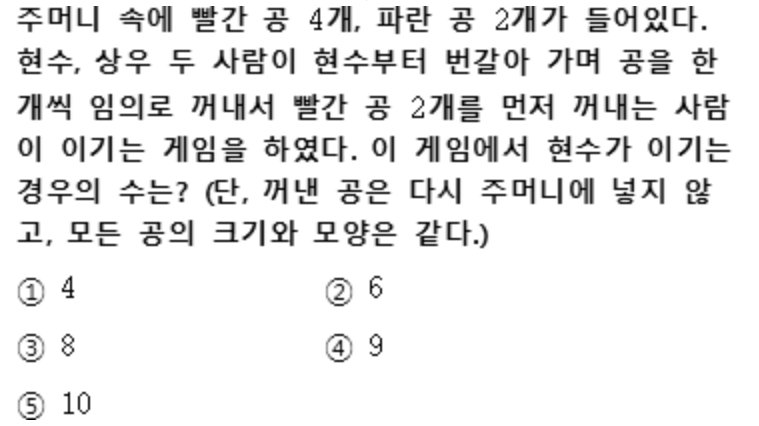 주머니 속에 빨간 공 4개, 파란 공 2개가 들어있다.
현수, 상우 두 사람이 현수부터 번갈아 가며 공을 한
개씩 임의로 꺼내서 빨간 공 2개를 먼저 꺼내는 사람
이 이기는 게임을 하였다. 이 게임에서 현수가 이기는
경우의 수는? (단, 꺼낸 공은 다시 주머니에 넣지 않
고, 모든 공의 크기와 모양은 같다.)
① 4 ② 6
③ 8 ④ 9
⑤ 10